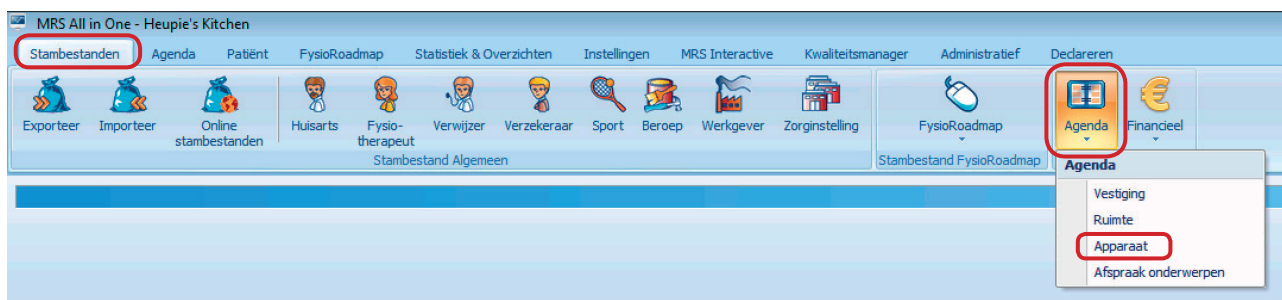 MRS All in One - Heupie's Kitchen
Stambestanden Agenda Patiënt FysioRoadmap Statistiek & Overzichten Instellingen MRS Interactive Kwaliteitsmanager Administratief Declareren
Exporteer Importeer Online stambestanden Huisarts Fysio-therapeut Verwijzer Verzekeraar Sport Beroep Werkgever Zorginstelling FysioRoadmap Agenda Financieel
Stambestand Algemeen Stambestand FysioRoadmap
Agenda
Vestiging
Ruimte
Apparaat
Afspraak onderwerpen